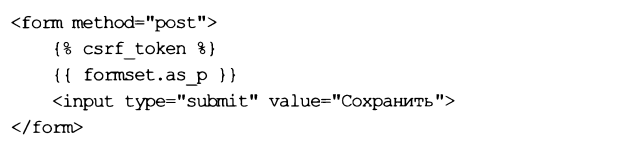 <form method="post">
    {% csrf_token %}
    {{ formset.as_p }}
    <input type="submit" value="Сохранить">
</form>